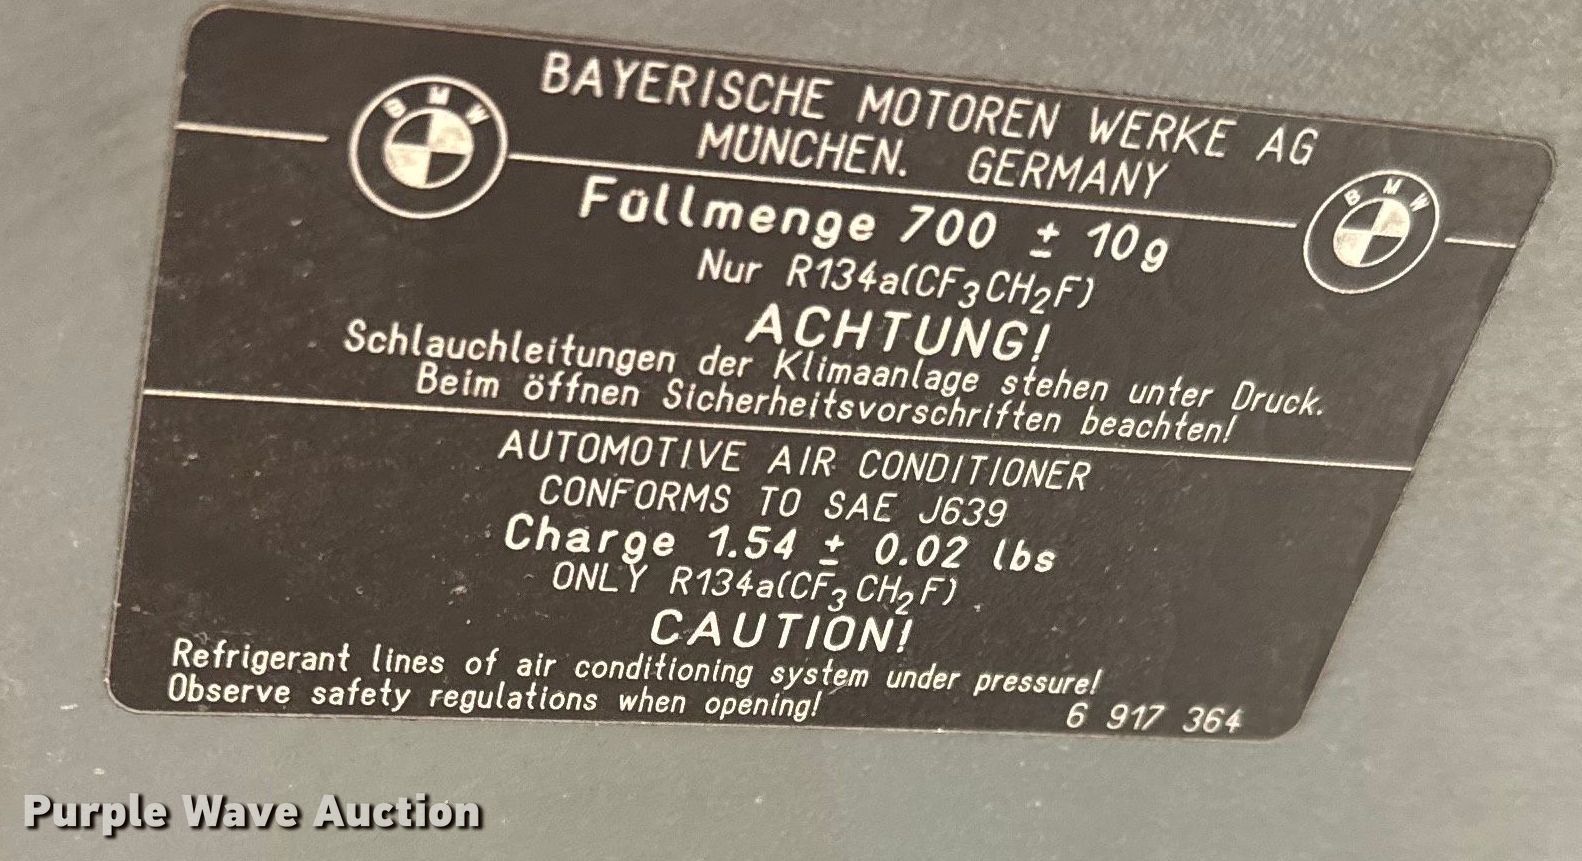 BAYERISCHE MOTOREN WERKE AG
MÜNCHEN. GERMANY
BMW
BMW
Füllmenge 700 ± 10g
Nur R134a(CF₃CH₂F)
ACHTUNG!
Schlauchleitungen der Klimaanlage stehen unter Druck.
Beim öffnen Sicherheitsvorschriften beachten!
AUTOMOTIVE AIR CONDITIONER
CONFORMS TO SAE J639
Charge 1.54 ± 0.02 lbs
ONLY R134a(CF₃CH₂F)
CAUTION!
Refrigerant lines of air conditioning system under pressure!
Observe safety regulations when opening!
6 917 364
Purple Wave Auction